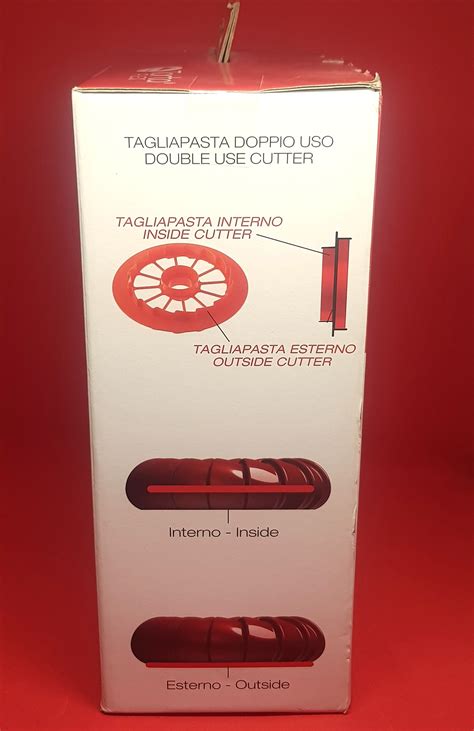 TAGLIAPASTA DOPPIO USO
DOUBLE USE CUTTER
TAGLIAPASTA INTERNO
INSIDE CUTTER
TAGLIAPASTA ESTERNO
OUTSIDE CUTTER
Interno - Inside
Esterno - Outside